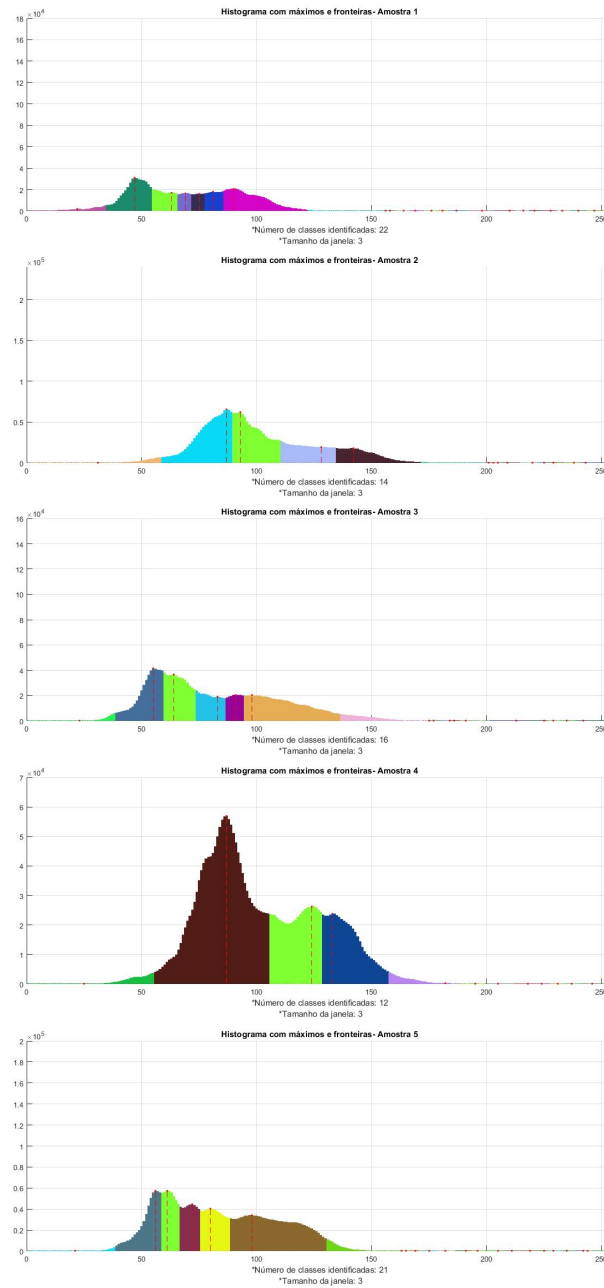 Histograma com máximos e fronteiras- Amostra 1
× 10⁴
18
16
14
12
10
8
6
4
2
0
0 50 100 150 200 250
*Número de classes identificadas: 22
*Tamanho da janela: 3
Histograma com máximos e fronteiras- Amostra 2
× 10⁵
2
1.5
1
0.5
0
0 50 100 150 200 250
*Número de classes identificadas: 14
*Tamanho da janela: 3
Histograma com máximos e fronteiras- Amostra 3
× 10⁴
16
14
12
10
8
6
4
2
0
0 50 100 150 200 250
*Número de classes identificadas: 16
*Tamanho da janela: 3
Histograma com máximos e fronteiras- Amostra 4
× 10⁴
7
6
5
4
3
2
1
0
0 50 100 150 200 250
*Número de classes identificadas: 12
*Tamanho da janela: 3
Histograma com máximos e fronteiras- Amostra 5
× 10⁵
2
1.8
1.6
1.4
1.2
1
0.8
0.6
0.4
0.2
0
0 50 100 150 200 250
*Número de classes identificadas: 21
*Tamanho da janela: 3